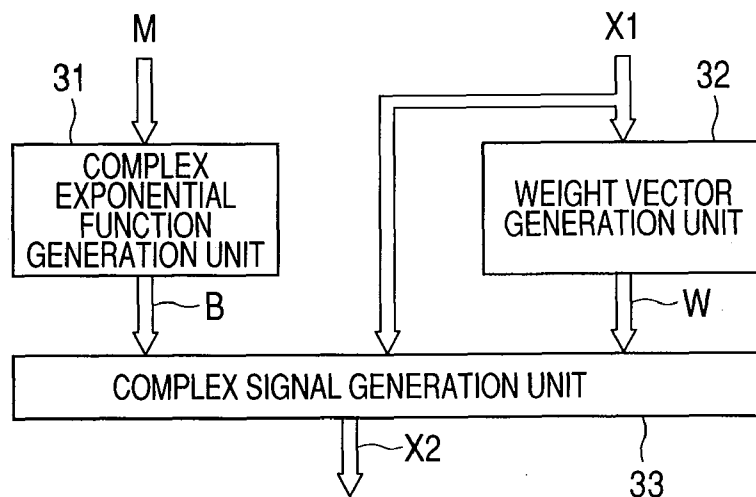 M
X1
31
32
COMPLEX
EXPONENTIAL
FUNCTION
GENERATION UNIT
WEIGHT VECTOR
GENERATION UNIT
B
W
COMPLEX SIGNAL GENERATION UNIT
X2
33